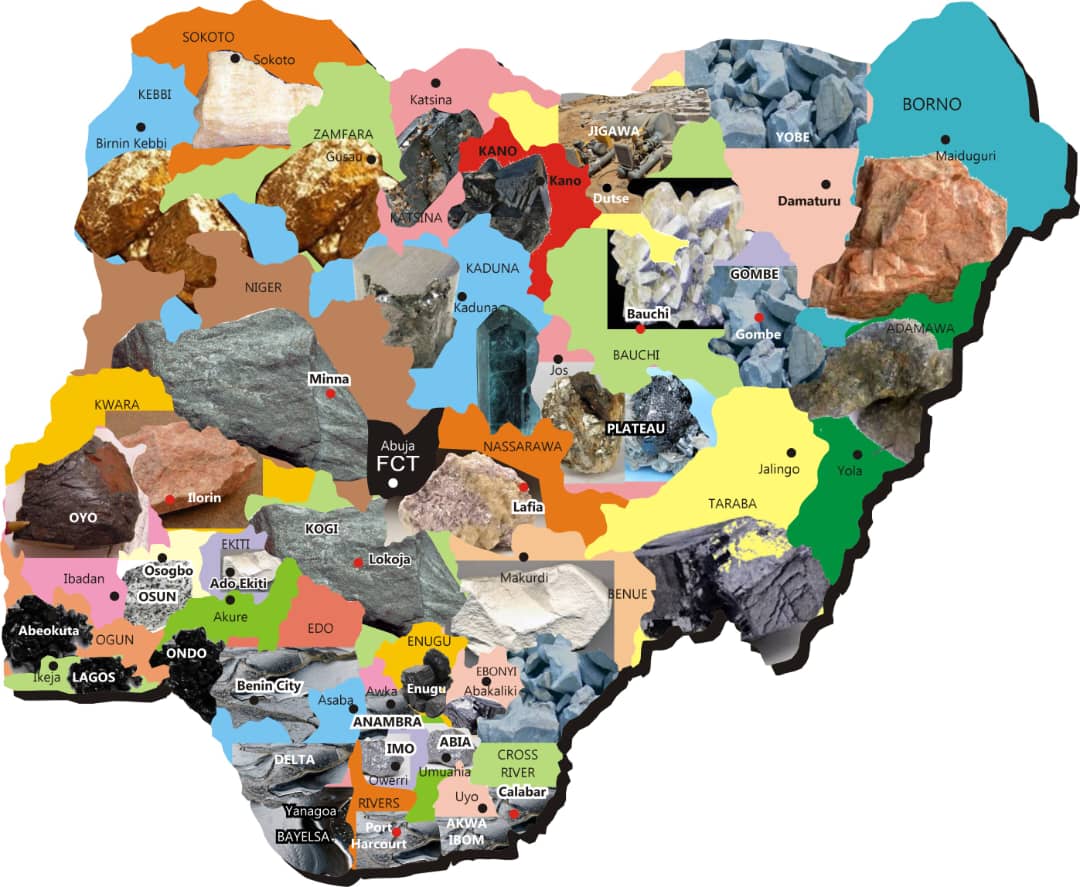 SOKOTO
Sokoto
KEBBI
Birnin Kebbi
ZAMFARA
Gusau
Katsina
KATSINA
KANO
Kano
JIGAWA
Dutse
YOBE
Damaturu
BORNO
Maiduguri
NIGER
Minna
KADUNA
Kaduna
Bauchi
BAUCHI
GOMBE
Gombe
ADAMAWA
Yola
Jos
PLATEAU
KWARA
Ilorin
Abuja
FCT
NASSARAWA
Lafia
Jalingo
TARABA
OYO
Ibadan
KOGI
Lokoja
EKITI
Ado Ekiti
Osogbo
OSUN
Makurdi
BENUE
Akure
ONDO
EDO
Benin City
Abeokuta
OGUN
Ikeja
LAGOS
ENUGU
Enugu
EBONYI
Abakaliki
Asaba
DELTA
Awka
ANAMBRA
IMO
Owerri
ABIA
Umuahia
CROSS
RIVER
Calabar
Yanagoa
BAYELSA
RIVERS
Port
Harcourt
Uyo
AKWA
IBOM